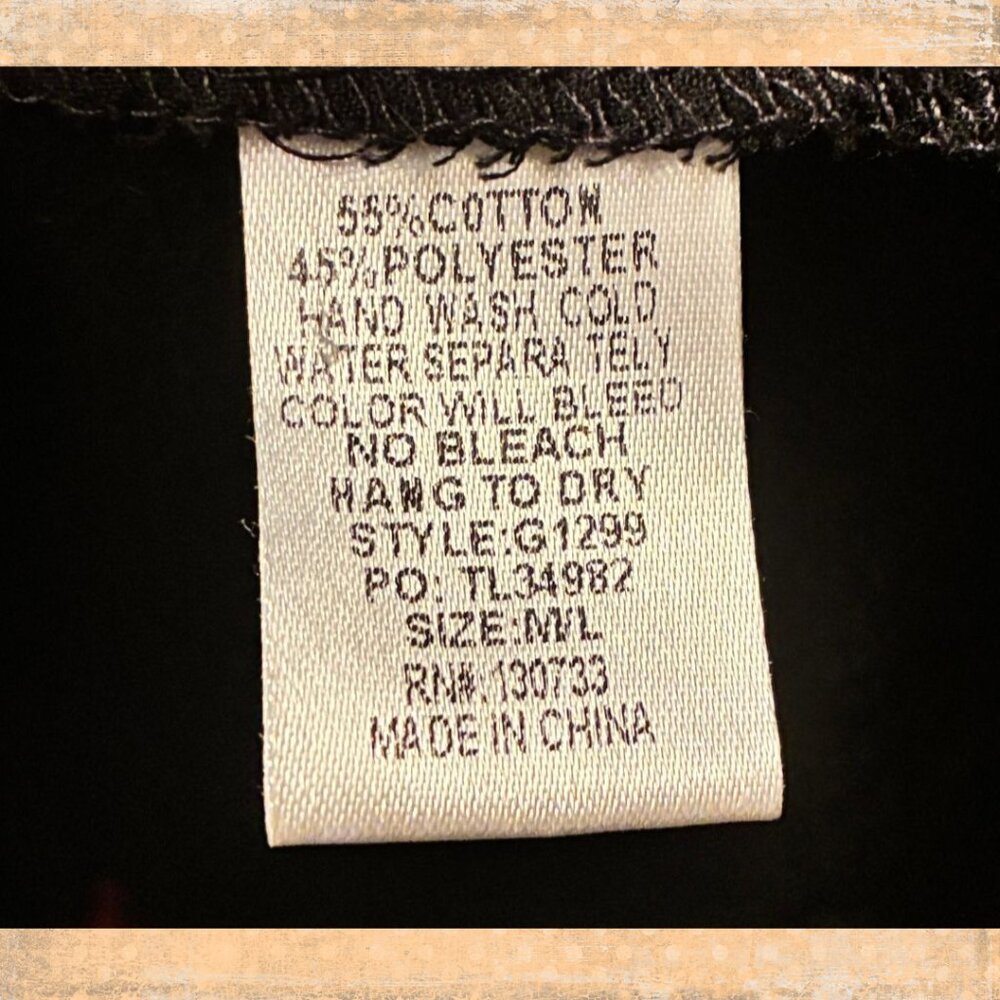 55% COTTON
45% POLYESTER
HAND WASH COLD
WATER SEPARA TELY
COLOR WILL BLEED
NO BLEACH
HANG TO DRY
STYLE:G1299
PO: TL34982
SIZE:M/L
RN#:130733
MADE IN CHINA